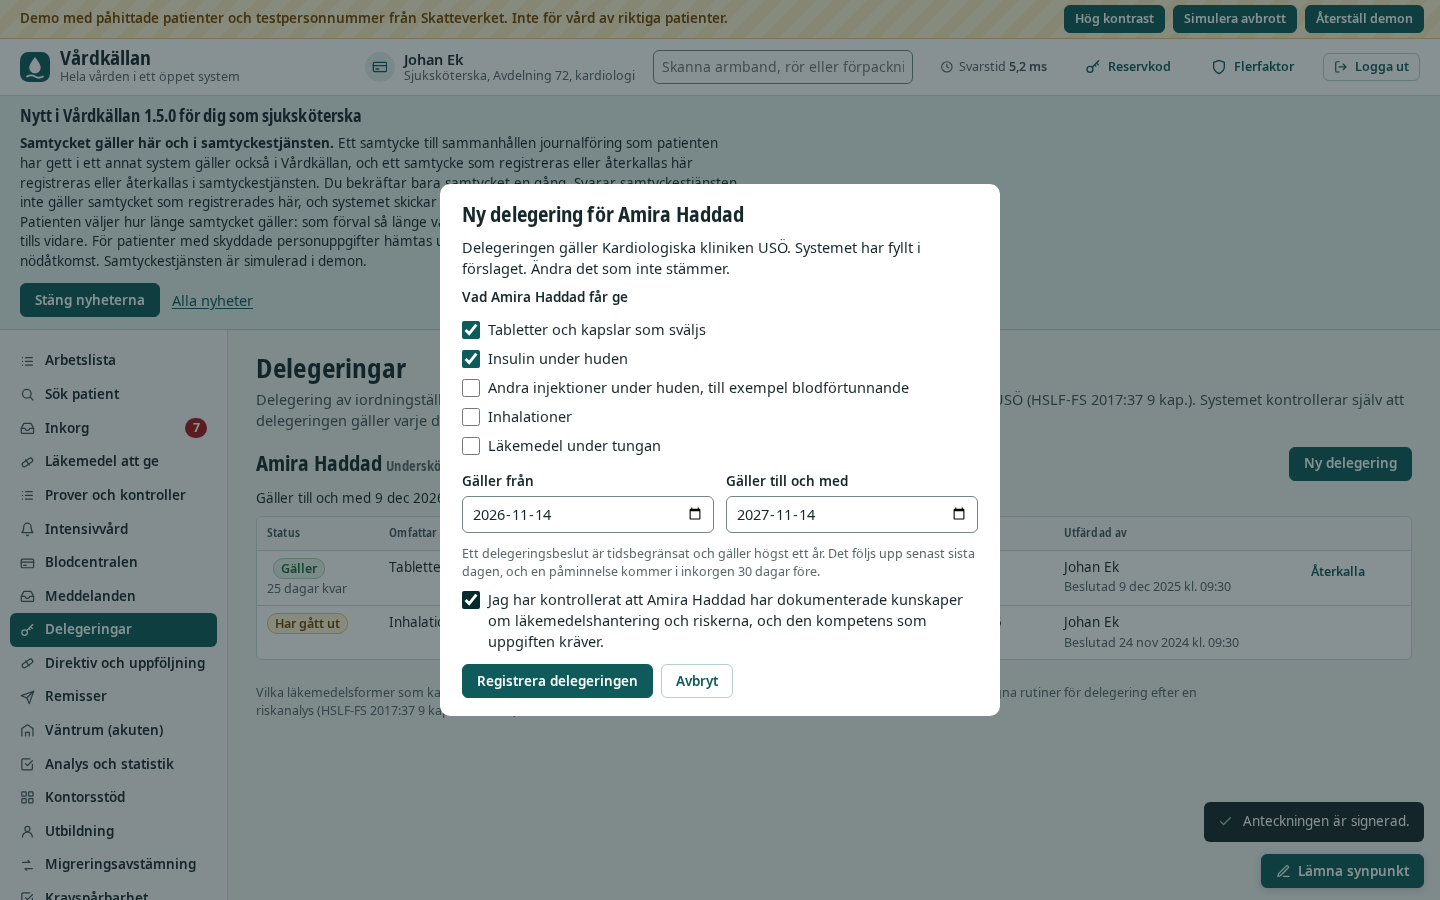 Demo med påhittade patienter och testpersonnummer från Skatteverket. Inte för vård av riktiga patienter.
Hög kontrast
Simulera avbrott
Återställ demon
Vårdkällan
Hela vården i ett öppet system
Johan Ek
Sjuksköterska, Avdelning 72, kardiologi
Skanna armband, rör eller förpackni
Svarstid 5,2 ms
Reservkod
Flerfaktor
Logga ut
Nytt i Vårdkällan 1.5.0 för dig som sjuksköterska
Samtycket gäller här och i samtyckestjänsten. Ett samtycke till sammanhållen journalföring som patienten
har gett i ett annat system gäller också i Vårdkällan, och ett samtycke som registreras eller återkallas här
registreras eller återkallas i samtyckestjänsten. Du bekräftar bara samtycket en gång. Svarar samtyckestjänsten
inte gäller samtycket som registrerades här, och systemet skickar
Patienten väljer hur länge samtycket gäller: som förval så länge
tills vidare. För patienter med skyddade personuppgifter hämtas
nödåtkomst. Samtyckestjänsten är simulerad i demon.
Stäng nyheterna
Alla nyheter
Arbetslista
Sök patient
Inkorg
7
Läkemedel att ge
Prover och kontroller
Intensivvård
Blodcentralen
Meddelanden
Delegeringar
Direktiv och uppföljning
Remisser
Väntrum (akuten)
Analys och statistik
Kontorsstöd
Utbildning
Migreringsavstämning
Kravspårbarhet
Delegeringar
Delegering av iordningställ
USÖ (HSLF-FS 2017:37 9 kap.). Systemet kontrollerar själv att
delegeringen gäller varje
Amira Haddad
Ny delegering
Gäller till och med 9 dec 2026
Status
Omfattar
Utfärdad av
Gäller
25 dagar kvar
Tablette
Johan Ek
Beslutad 9 dec 2025 kl. 09:30
Återkalla
Har gått ut
Johan Ek
Beslutad 24 nov 2024 kl. 09:30
Vilka läkemedelsformer som
rutiner för delegering efter en
riskanalys (HSLF-FS 2017:37 9
Ny delegering för Amira Haddad
Delegeringen gäller Kardiologiska kliniken USÖ. Systemet har fyllt i
förslaget. Ändra det som inte stämmer.
Vad Amira Haddad får ge
Tabletter och kapslar som sväljs
Insulin under huden
Andra injektioner under huden, till exempel blodförtunnande
Inhalationer
Läkemedel under tungan
Gäller från
Gäller till och med
2026-11-14
2027-11-14
Ett delegeringsbeslut är tidsbegränsat och gäller högst ett år. Det följs upp senast sista
dagen, och en påminnelse kommer i inkorgen 30 dagar före.
Jag har kontrollerat att Amira Haddad har dokumenterade kunskaper
om läkemedelshantering och riskerna, och den kompetens som
uppgiften kräver.
Registrera delegeringen
Avbryt
Anteckningen är signerad.
Lämna synpunkt